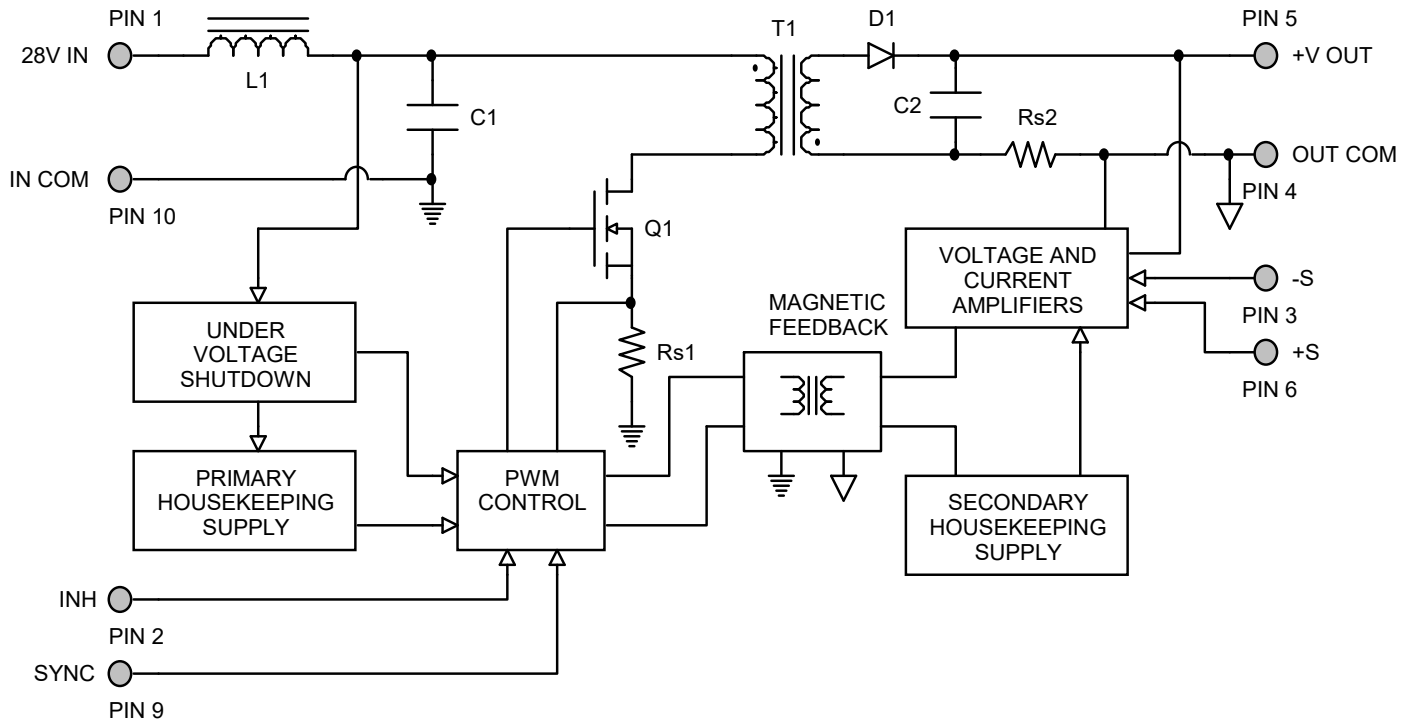 PIN 1
28V IN
L1
C1
IN COM
PIN 10
T1
D1
PIN 5
+V OUT
C2
Rs2
OUT COM
PIN 4
Q1
VOLTAGE AND
CURRENT
AMPLIFIERS
-S
PIN 3
+S
PIN 6
UNDER
VOLTAGE
SHUTDOWN
Rs1
MAGNETIC
FEEDBACK
PRIMARY
HOUSEKEEPING
SUPPLY
PWM
CONTROL
SECONDARY
HOUSEKEEPING
SUPPLY
INH
PIN 2
SYNC
PIN 9